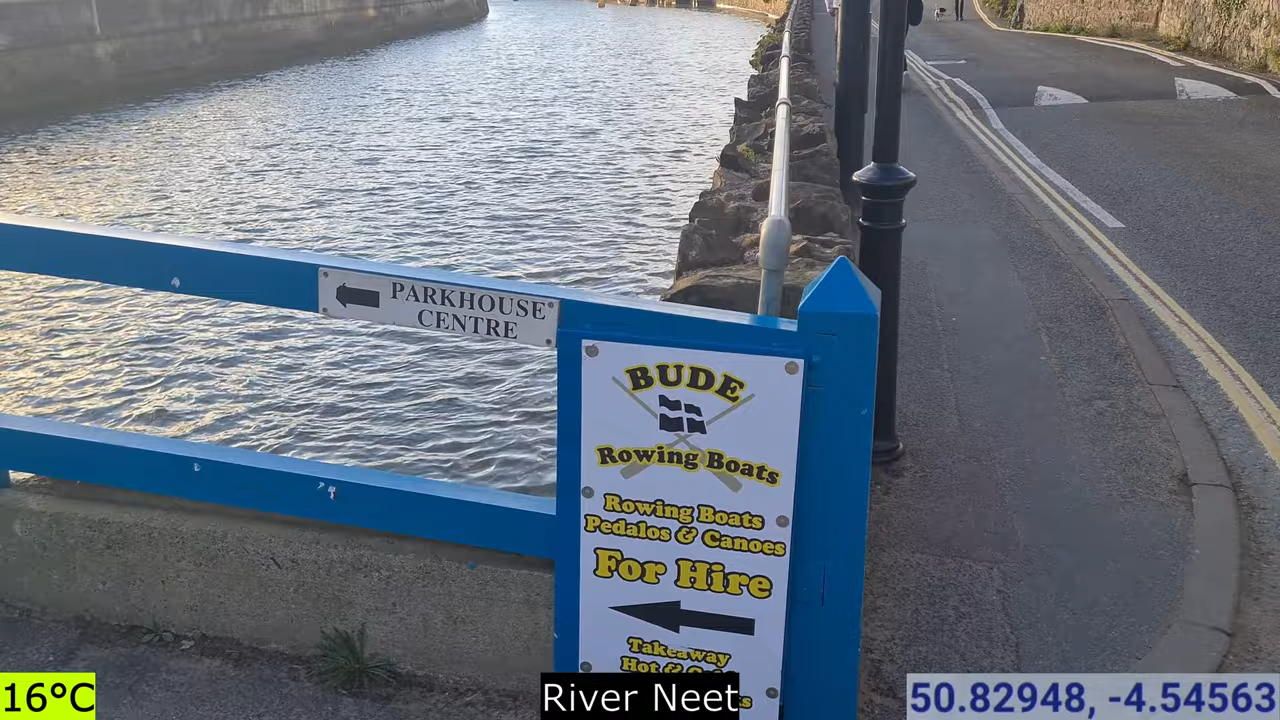 PARKHOUSE
CENTRE
BUDE
Rowing Boats
Rowing Boats
Pedalos & Canoes
For Hire
Takeaway
Hot &
16°C
River Neet
50.82948, -4.54563